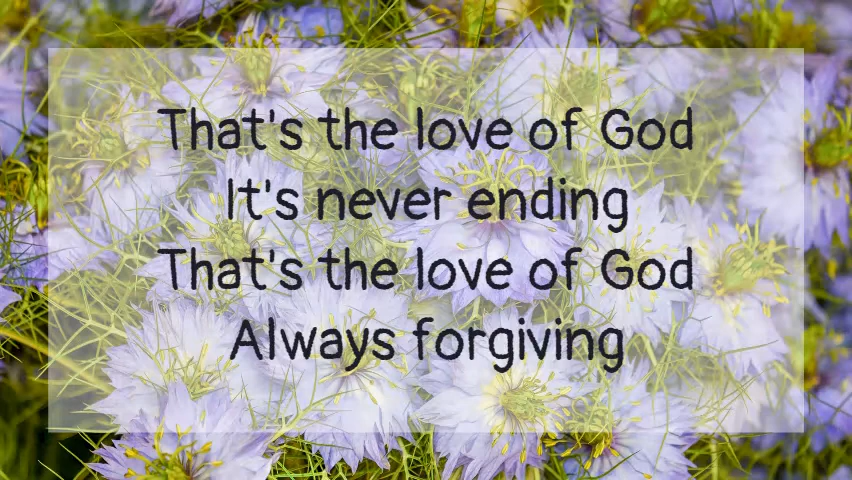 That's the love of God
It's never ending
That's the love of God
Always forgiving